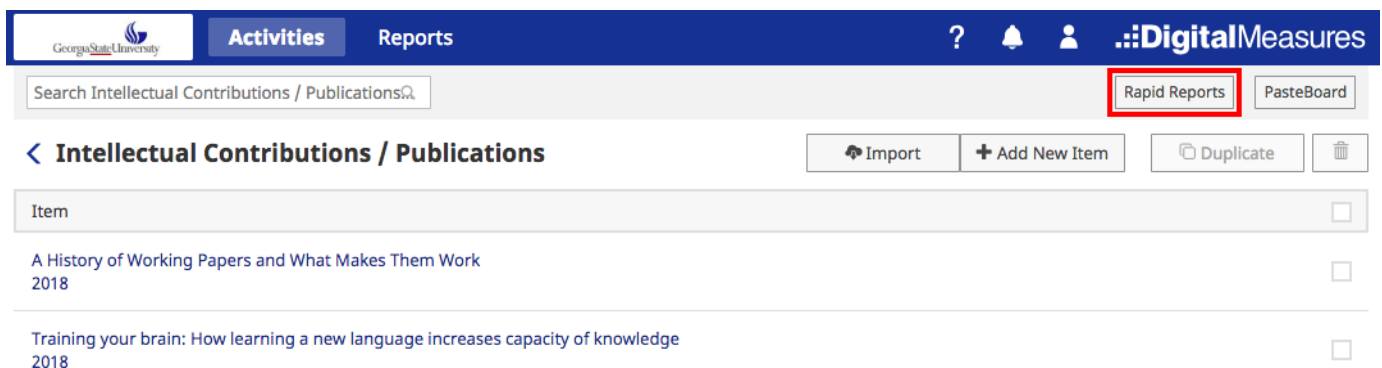 GeorgiaStateUniversity Activities Reports ? .::DigitalMeasures
Search Intellectual Contributions / Publications Rapid Reports PasteBoard
Intellectual Contributions / Publications Import + Add New Item Duplicate
Item
A History of Working Papers and What Makes Them Work
2018
Training your brain: How learning a new language increases capacity of knowledge
2018